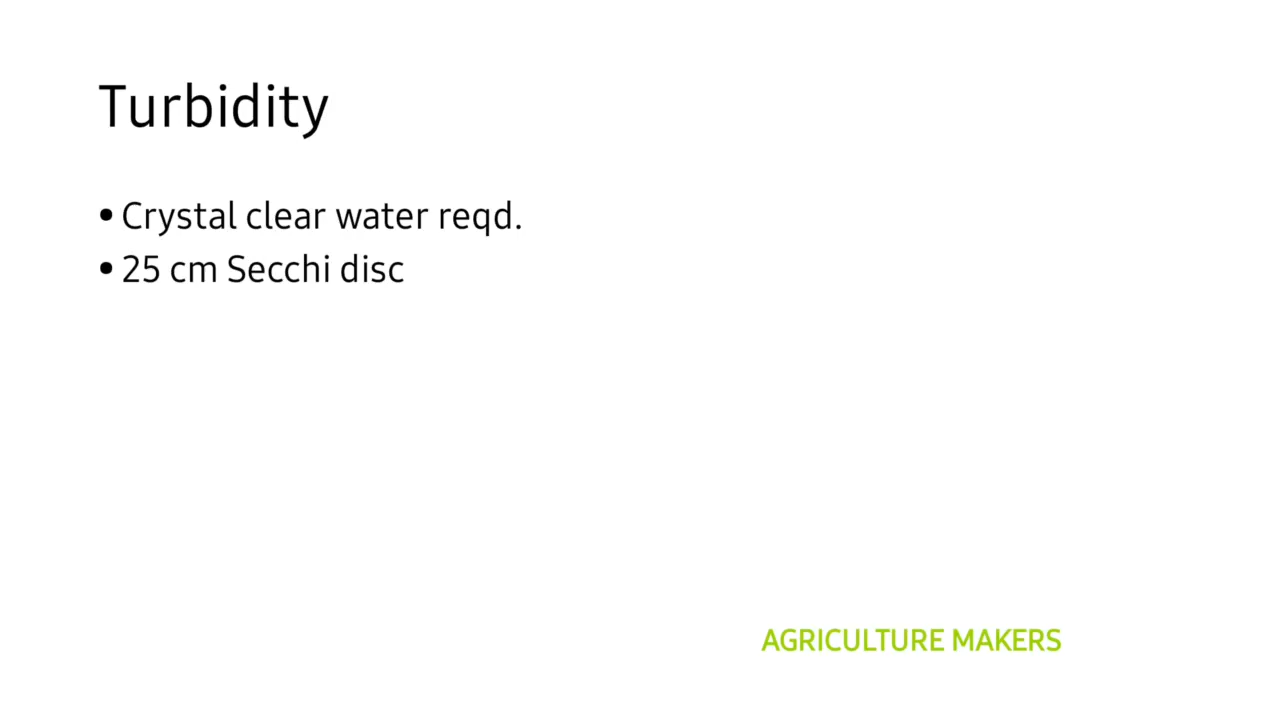 Turbidity
• Crystal clear water reqd.
• 25 cm Secchi disc
AGRICULTURE MAKERS